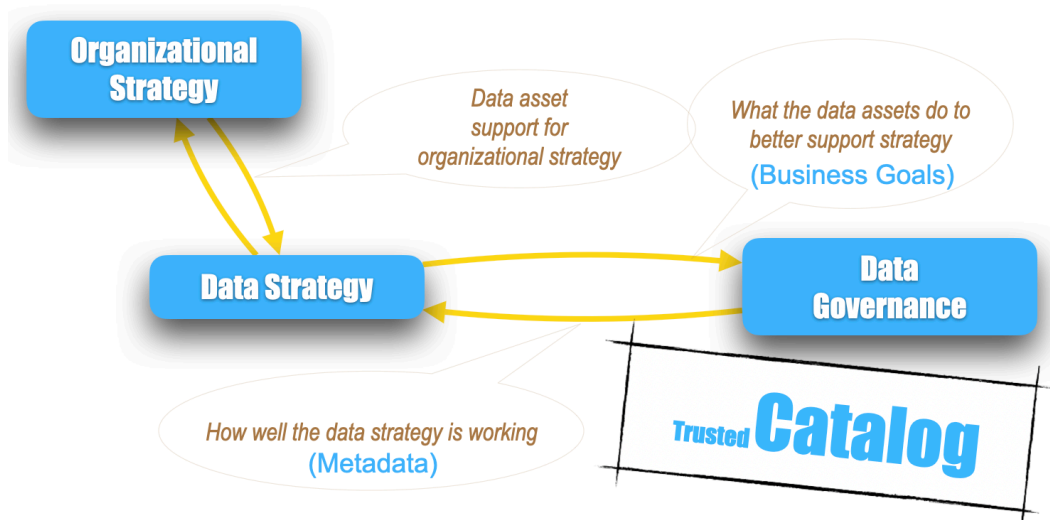 Organizational
Strategy
Data asset
support for
organizational strategy
What the data assets do to
better support strategy
(Business Goals)
Data Strategy
Data
Governance
How well the data strategy is working
(Metadata)
Trusted Catalog